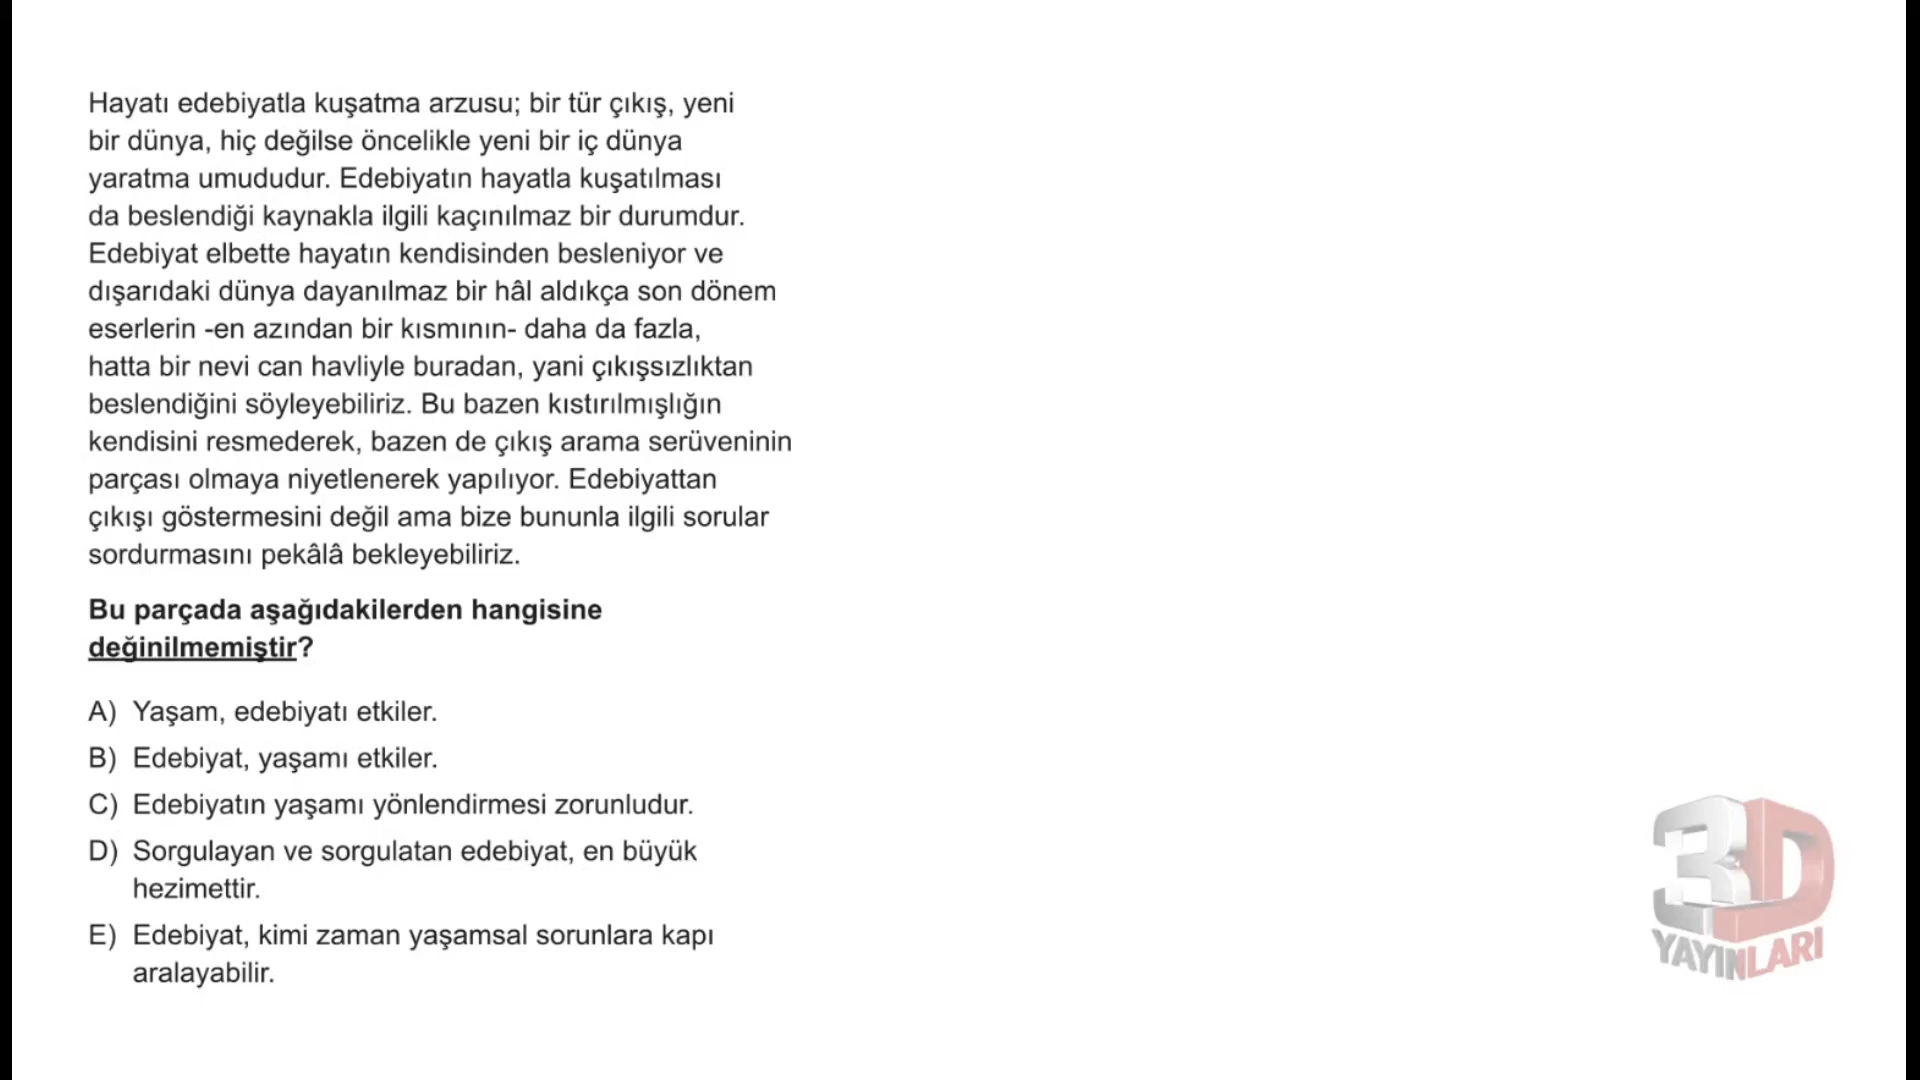 Hayatı edebiyatla kuşatma arzusu; bir tür çıkış, yeni
bir dünya, hiç değilse öncelikle yeni bir iç dünya
yaratma umududur. Edebiyatın hayatla kuşatılması
da beslendiği kaynakla ilgili kaçınılmaz bir durumdur.
Edebiyat elbette hayatın kendisinden besleniyor ve
dışarıdaki dünya dayanılmaz bir hâl aldıkça son dönem
eserlerin -en azından bir kısmının- daha da fazla,
hatta bir nevi can havliyle buradan, yani çıkışsızlıktan
beslendiğini söyleyebiliriz. Bu bazen kıstırılmışlığın
kendisini resmederek, bazen de çıkış arama serüveninin
parçası olmaya niyetlenerek yapılıyor. Edebiyattan
çıkışı göstermesini değil ama bize bununla ilgili sorular
sordurmasını pekâlâ bekleyebiliriz.
Bu parçada aşağıdakilerden hangisine
değinilmemiştir?
A) Yaşam, edebiyatı etkiler.
B) Edebiyat, yaşamı etkiler.
C) Edebiyatın yaşamı yönlendirmesi zorunludur.
D) Sorgulayan ve sorgulatan edebiyat, en büyük
hezimettir.
E) Edebiyat, kimi zaman yaşamsal sorunlara kapı
aralayabilir.
3D
YAYINLARI